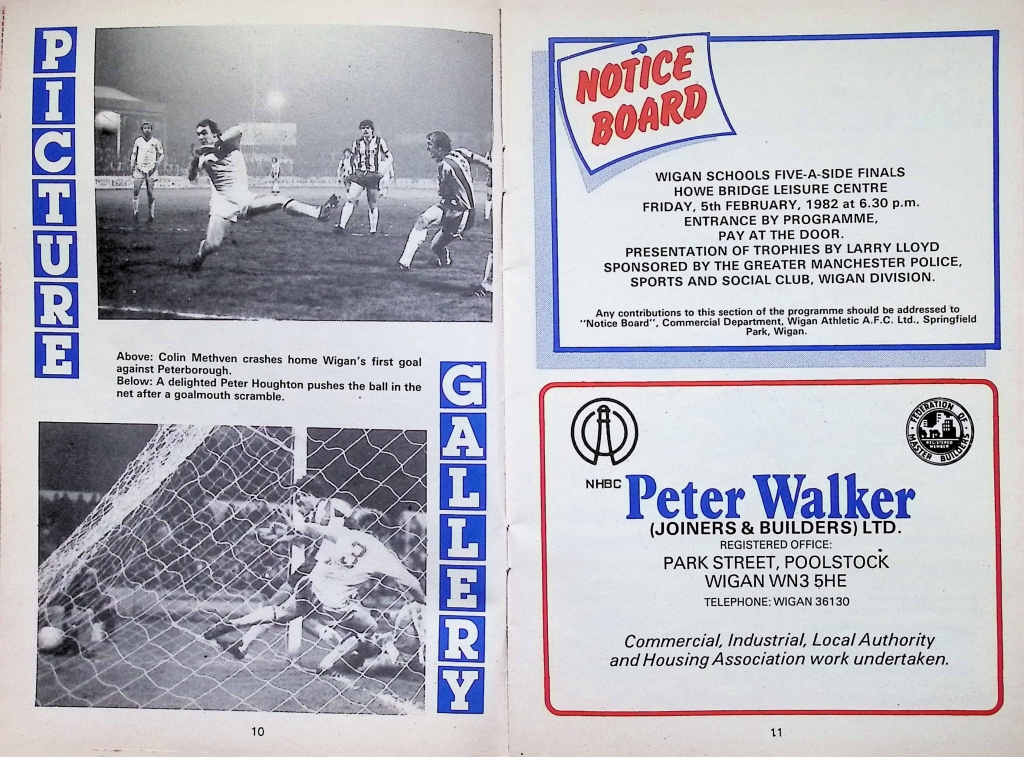 PICTURE
Above: Colin Methven crashes home Wigan's first goal
against Peterborough.
Below: A delighted Peter Houghton pushes the ball in the
net after a goalmouth scramble.
GALLERY
3
10
NOTICE
BOARD
WIGAN SCHOOLS FIVE-A-SIDE FINALS
HOWE BRIDGE LEISURE CENTRE
FRIDAY, 5th FEBRUARY, 1982 at 6.30 p.m.
ENTRANCE BY PROGRAMME,
PAY AT THE DOOR.
PRESENTATION OF TROPHIES BY LARRY LLOYD
SPONSORED BY THE GREATER MANCHESTER POLICE,
SPORTS AND SOCIAL CLUB, WIGAN DIVISION.
Any contributions to this section of the programme should be addressed to
"Notice Board", Commercial Department, Wigan Athletic A.F.C. Ltd., Springfield
Park, Wigan.
NHBC
FEDERATION OF
MASTER BUILDERS
REGISTERED
MEMBER
Peter Walker
(JOINERS & BUILDERS) LTD.
REGISTERED OFFICE:
PARK STREET, POOLSTOCK
WIGAN WN3 5HE
TELEPHONE: WIGAN 36130
Commercial, Industrial, Local Authority
and Housing Association work undertaken.
11